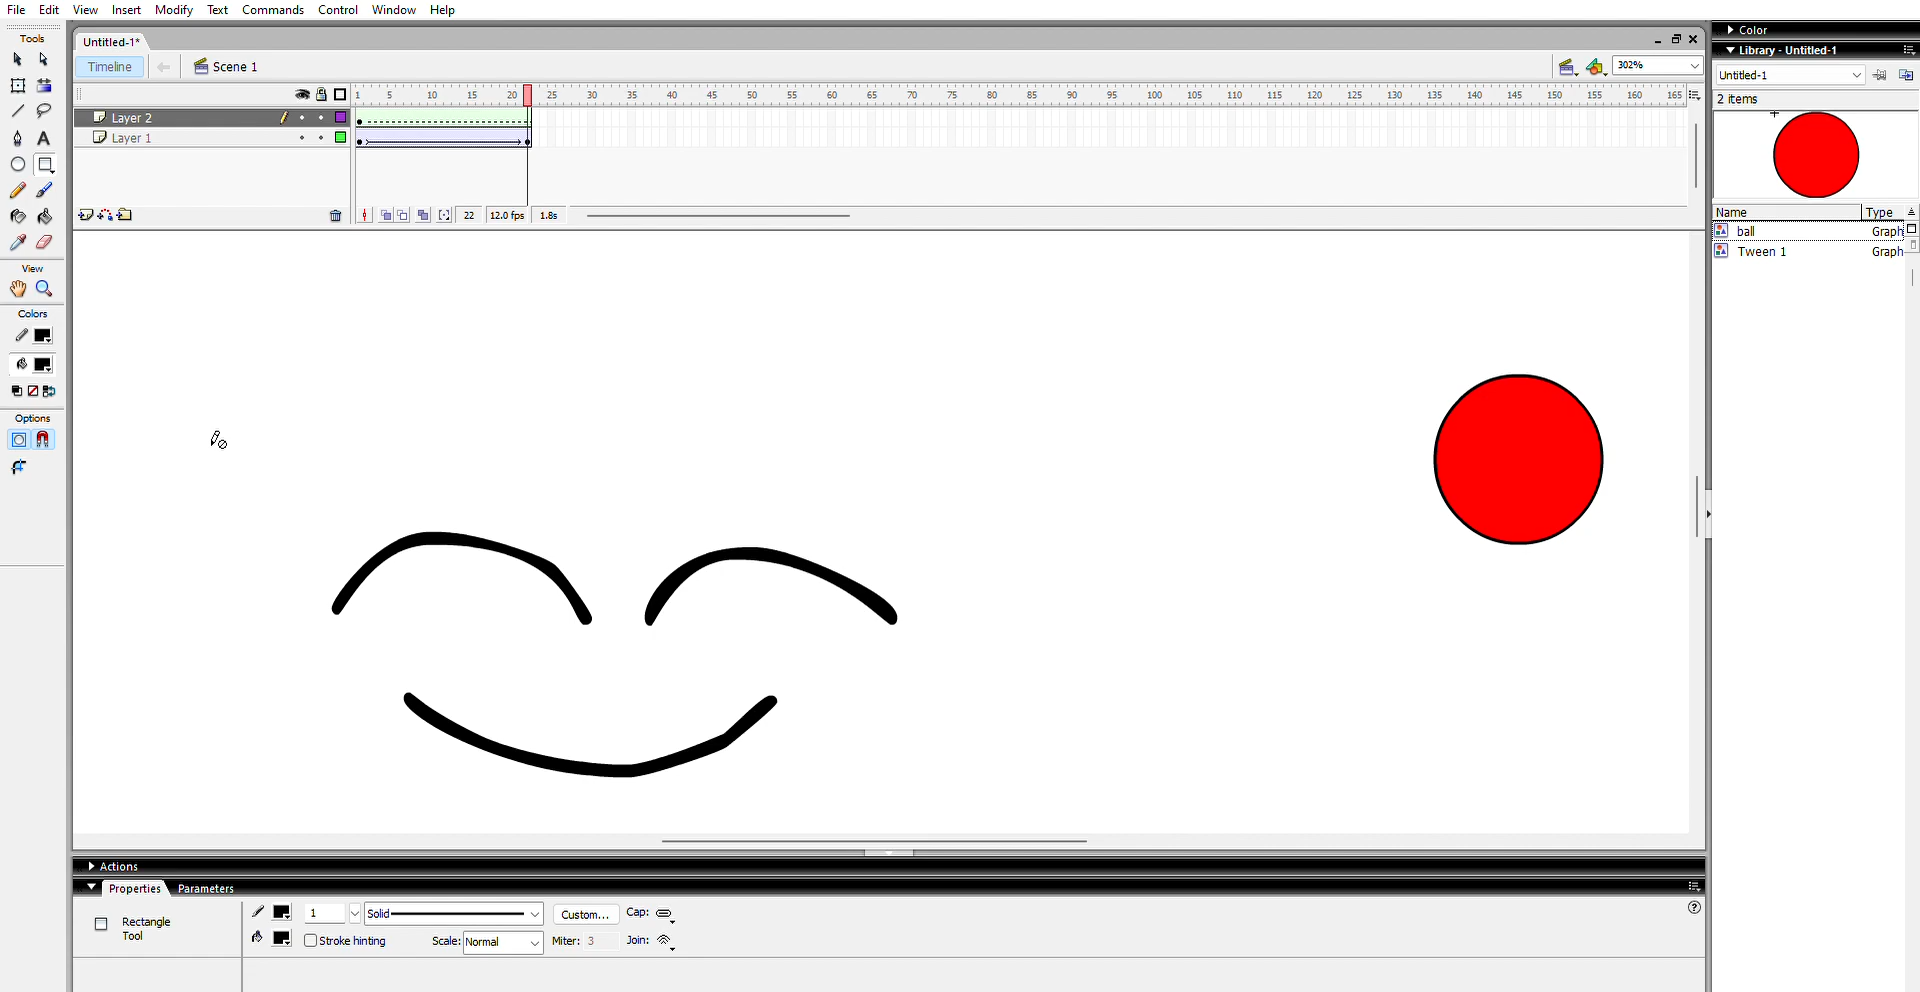 File Edit View Insert Modify Text Commands Control Window Help
Tools
Untitled-1*
Timeline
Scene 1
302%
1 5 10 15 20 25 30 35 40 45 50 55 60 65 70 75 80 85 90 95 100 105 110 115 120 125 130 135 140 145 150 155 160 165
Layer 2
Layer 1
22 12.0 fps 1.8s
View
Colors
Options
Color
Library - Untitled-1
Untitled-1
2 items
Name Type
ball Graph
Tween 1 Graph
Actions
Properties Parameters
Rectangle
Tool
1 Solid Custom... Cap:
Stroke hinting Scale: Normal Miter: 3 Join: